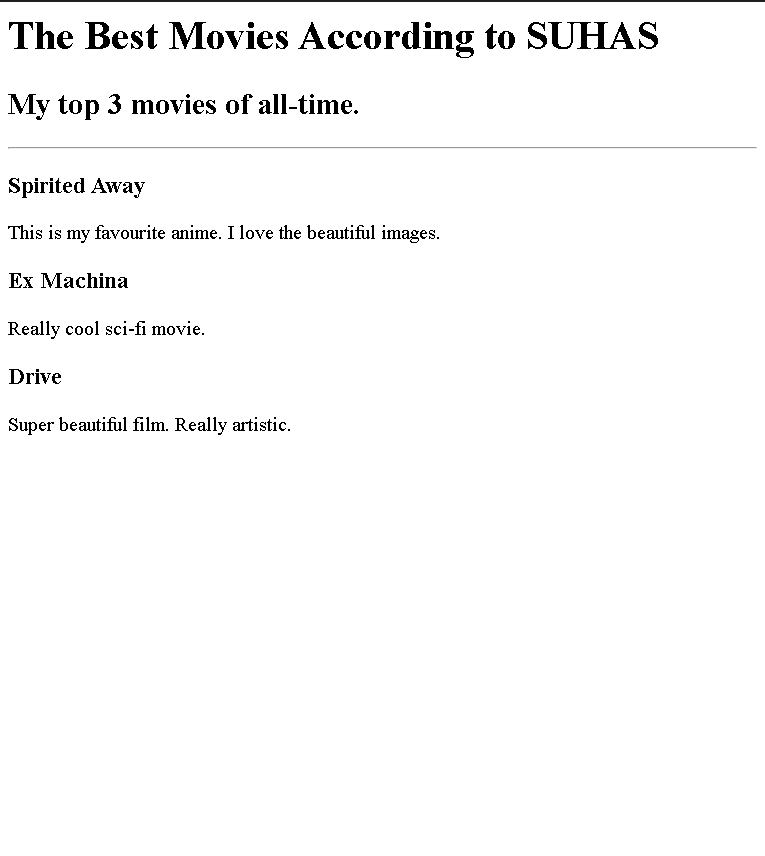 The Best Movies According to SUHAS
My top 3 movies of all-time.
Spirited Away
This is my favourite anime. I love the beautiful images.
Ex Machina
Really cool sci-fi movie.
Drive
Super beautiful film. Really artistic.